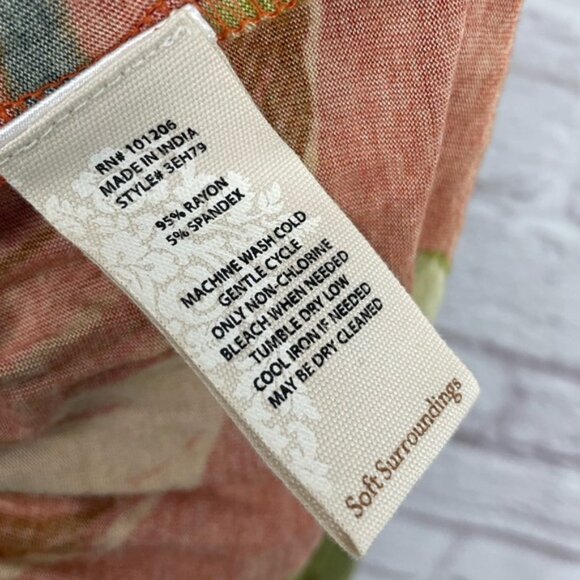 RN# 101206
MADE IN INDIA
STYLE# 3EH79
95% RAYON
5% SPANDEX
MACHINE WASH COLD
GENTLE CYCLE
ONLY NON-CHLORINE
BLEACH WHEN NEEDED
TUMBLE DRY LOW
COOL IRON IF NEEDED
MAY BE DRY CLEANED
Soft Surroundings